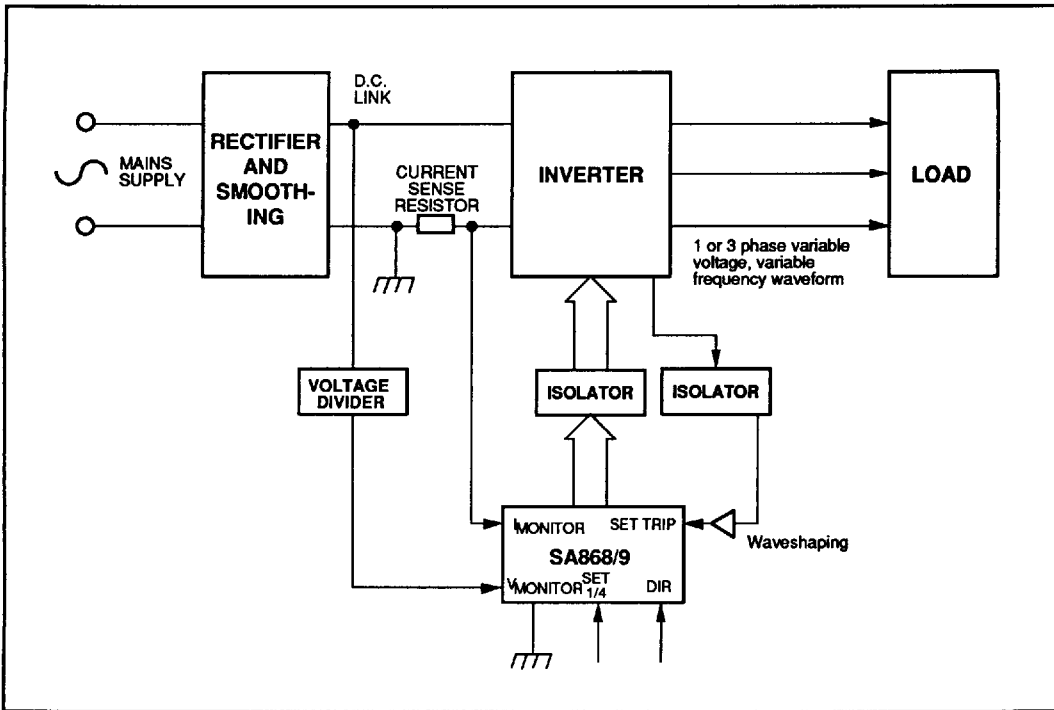 D.C.
LINK
MAINS
SUPPLY
RECTIFIER
AND
SMOOTH-
ING
CURRENT
SENSE
RESISTOR
INVERTER
LOAD
1 or 3 phase variable
voltage, variable
frequency waveform
VOLTAGE
DIVIDER
ISOLATOR
ISOLATOR
IMONITOR
SET TRIP
Waveshaping
SA868/9
VMONITOR
SET
1/4
DIR